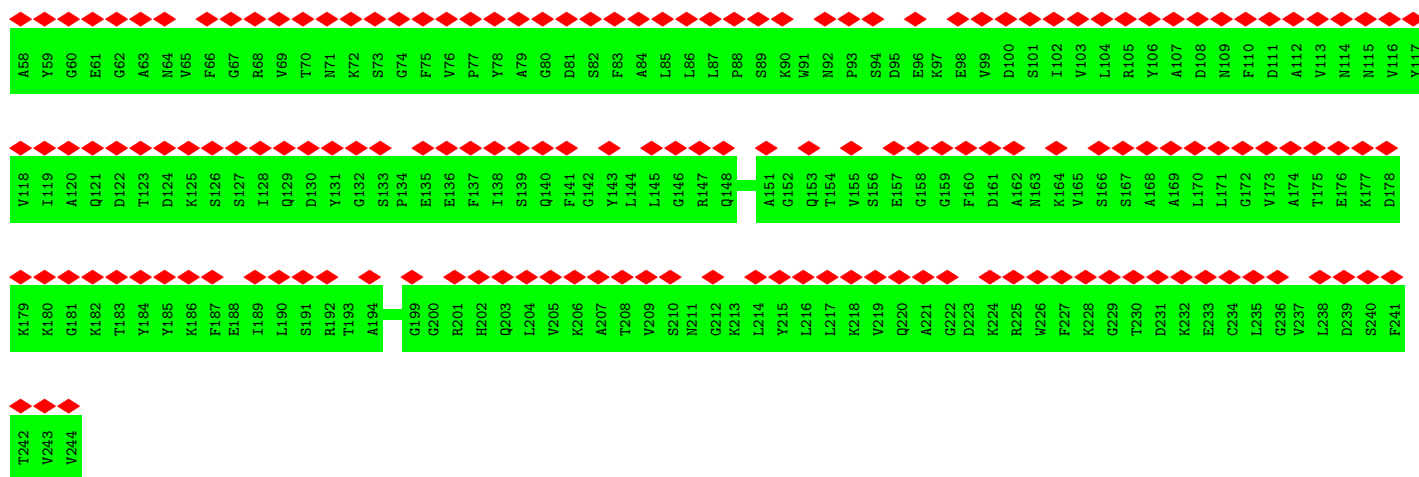 A58 Y59 G60 E61 G62 A63 N64 V65 F66 G67 R68 V69 T70 N71 K72 S73 G74 F75 V76 P77 Y78 A79 G80 D81 S82 F83 A84 L85 L86 L87 P88 S89 K90 W91 N92 P93 S94 D95 E96 K97 E98 V99 D100 S101 I102 V103 L104 R105 Y106 A107 D108 N109 F110 D111 A112 V113 N114 N115 V116 Y117
V118 I119 A120 Q121 D122 T123 D124 K125 S126 S127 I128 Q129 D130 Y131 G132 S133 P134 E135 E136 F137 I138 S139 Q140 F141 G142 Y143 L144 L145 G146 R147 Q148 A151 G152 Q153 T154 V155 S156 E157 G158 G159 F160 D161 A162 N163 K164 V165 S166 S167 A168 A169 L170 L171 G172 V173 A174 T175 E176 K177 D178
K179 K180 G181 K182 T183 Y184 Y185 K186 F187 E188 I189 L190 S191 R192 T193 A194 G199 G200 R201 H202 Q203 L204 V205 K206 A207 T208 V209 S210 N211 G212 K213 L214 Y215 L216 L217 K218 V219 Q220 A221 G222 D223 K224 R225 W226 F227 K228 G229 T230 D231 K232 E233 C234 L235 G236 V237 L238 D239 S240 F241
T242 V243 V244